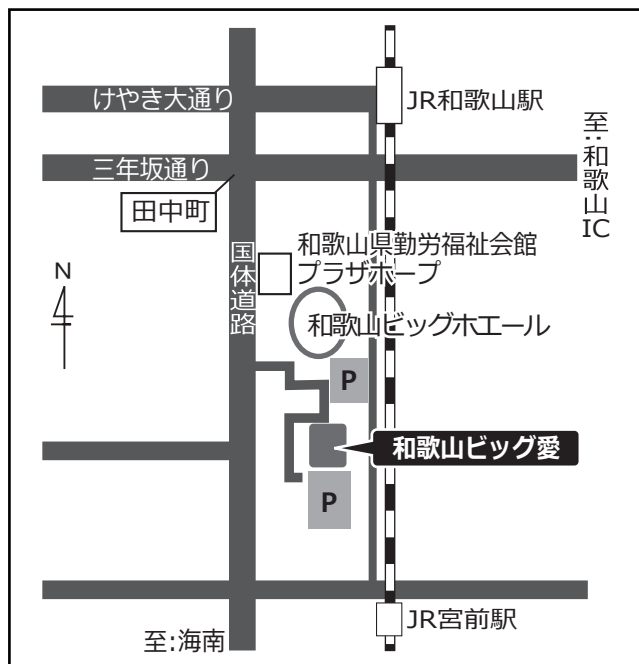 けやき大通り
JR和歌山駅
至:和歌山IC
三年坂通り
田中町
国体道路
和歌山県勤労福祉会館
プラザホープ
N
和歌山ビッグホエール
P
和歌山ビッグ愛
P
JR宮前駅
至:海南